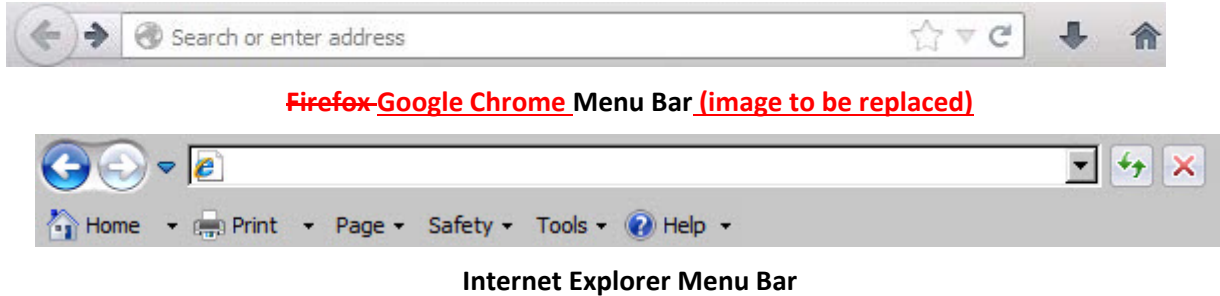 Search or enter address
Firefox Google Chrome Menu Bar (image to be replaced)
Home Print Page Safety Tools Help
Internet Explorer Menu Bar